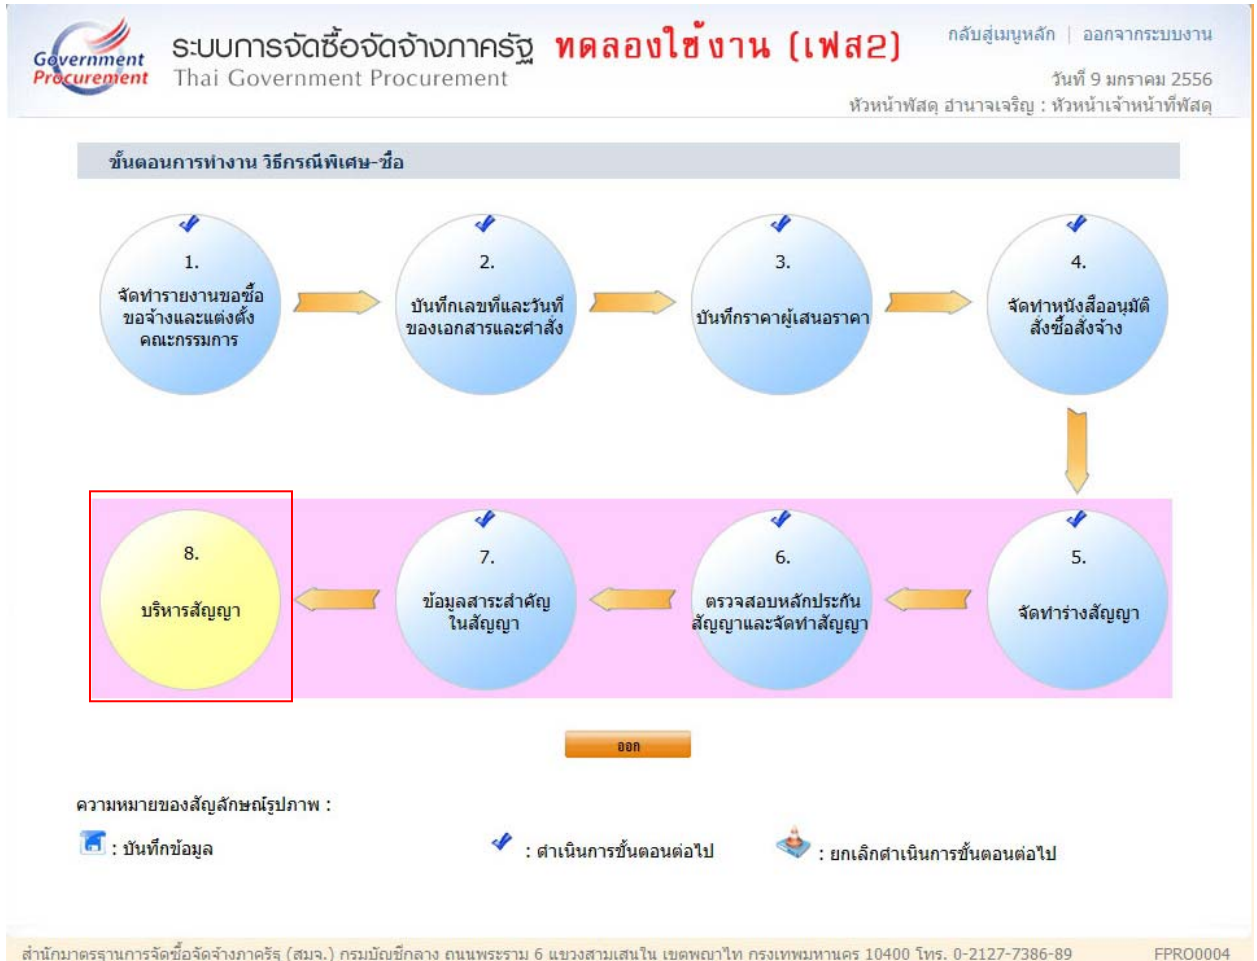 Government
Procurement
ระบบการจัดซื้อจัดจ้างภาครัฐ ทดลองใช้งาน (เฟส2)
Thai Government Procurement
กลับสู่เมนูหลัก | ออกจากระบบงาน
วันที่ 9 มกราคม 2556
หัวหน้าพัสดุ อำนาจเจริญ : หัวหน้าเจ้าหน้าที่พัสดุ
ขั้นตอนการทำงาน วิธีกรณีพิเศษ-ซื้อ
1.
จัดทำรายงานขอซื้อ
ขอจ้างและแต่งตั้ง
คณะกรรมการ
2.
บันทึกเลขที่และวันที่
ของเอกสารและคำสั่ง
3.
บันทึกราคาผู้เสนอราคา
4.
จัดทำหนังสืออนุมัติ
สั่งซื้อสั่งจ้าง
5.
จัดทำร่างสัญญา
6.
ตรวจสอบหลักประกัน
สัญญาและจัดทำสัญญา
7.
ข้อมูลสาระสำคัญ
ในสัญญา
8.
บริหารสัญญา
ออก
ความหมายของสัญลักษณ์รูปภาพ :
: บันทึกข้อมูล
: ดำเนินการขั้นตอนต่อไป
: ยกเลิกดำเนินการขั้นตอนต่อไป
สำนักมาตรฐานการจัดซื้อจัดจ้างภาครัฐ (สมจ.) กรมบัญชีกลาง ถนนพระราม 6 แขวงสามเสนใน เขตพญาไท กรุงเทพมหานคร 10400 โทร. 0-2127-7386-89 FPRO0004